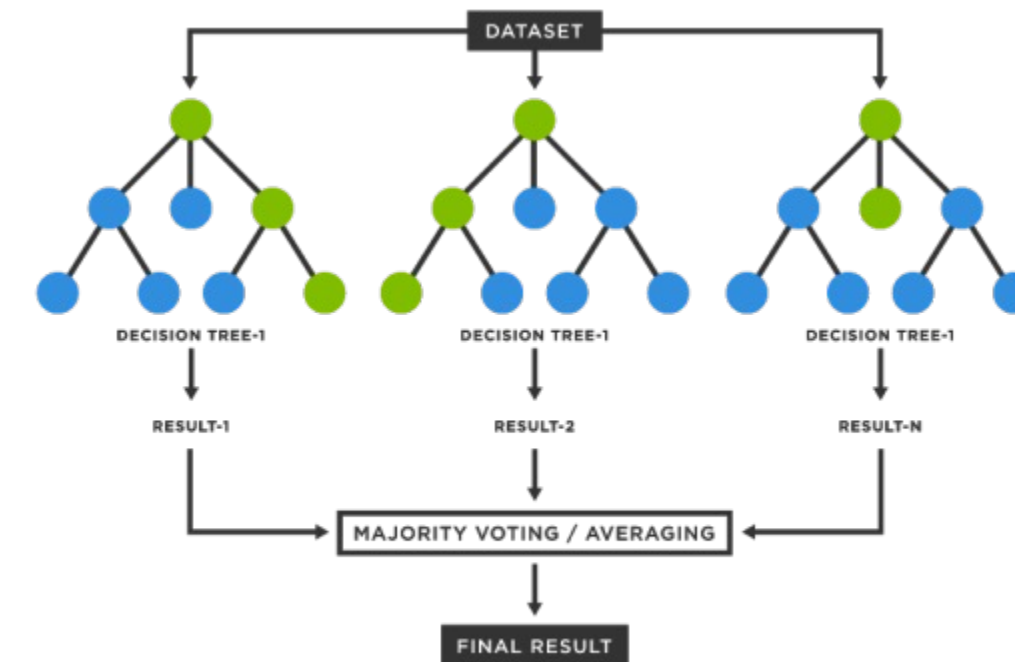 DATASET
DECISION TREE-1
DECISION TREE-1
DECISION TREE-1
RESULT-1
RESULT-2
RESULT-N
MAJORITY VOTING / AVERAGING
FINAL RESULT